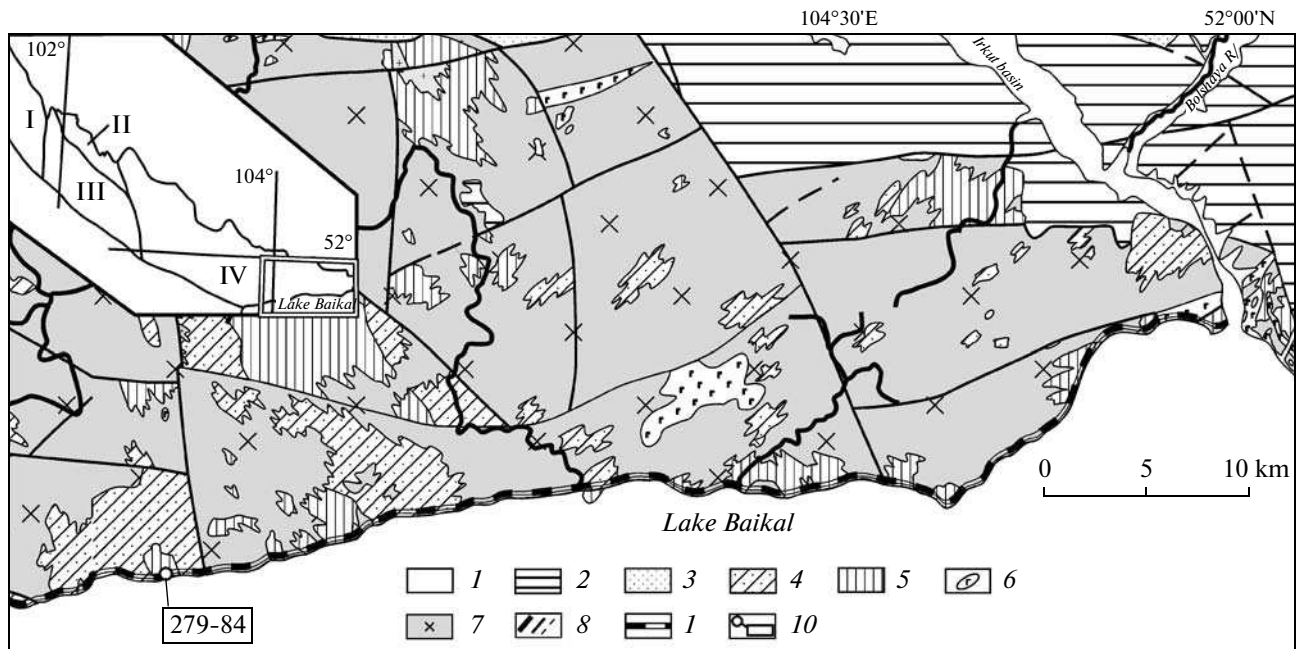 104°30'E
52°00'N
102°
I
II
III
104°
52°
IV
Lake Baikal
Irkut basin
Bolshaya R.
0 5 10 km
Lake Baikal
1 2 3 4 5 6
7 8 1 10
279-84